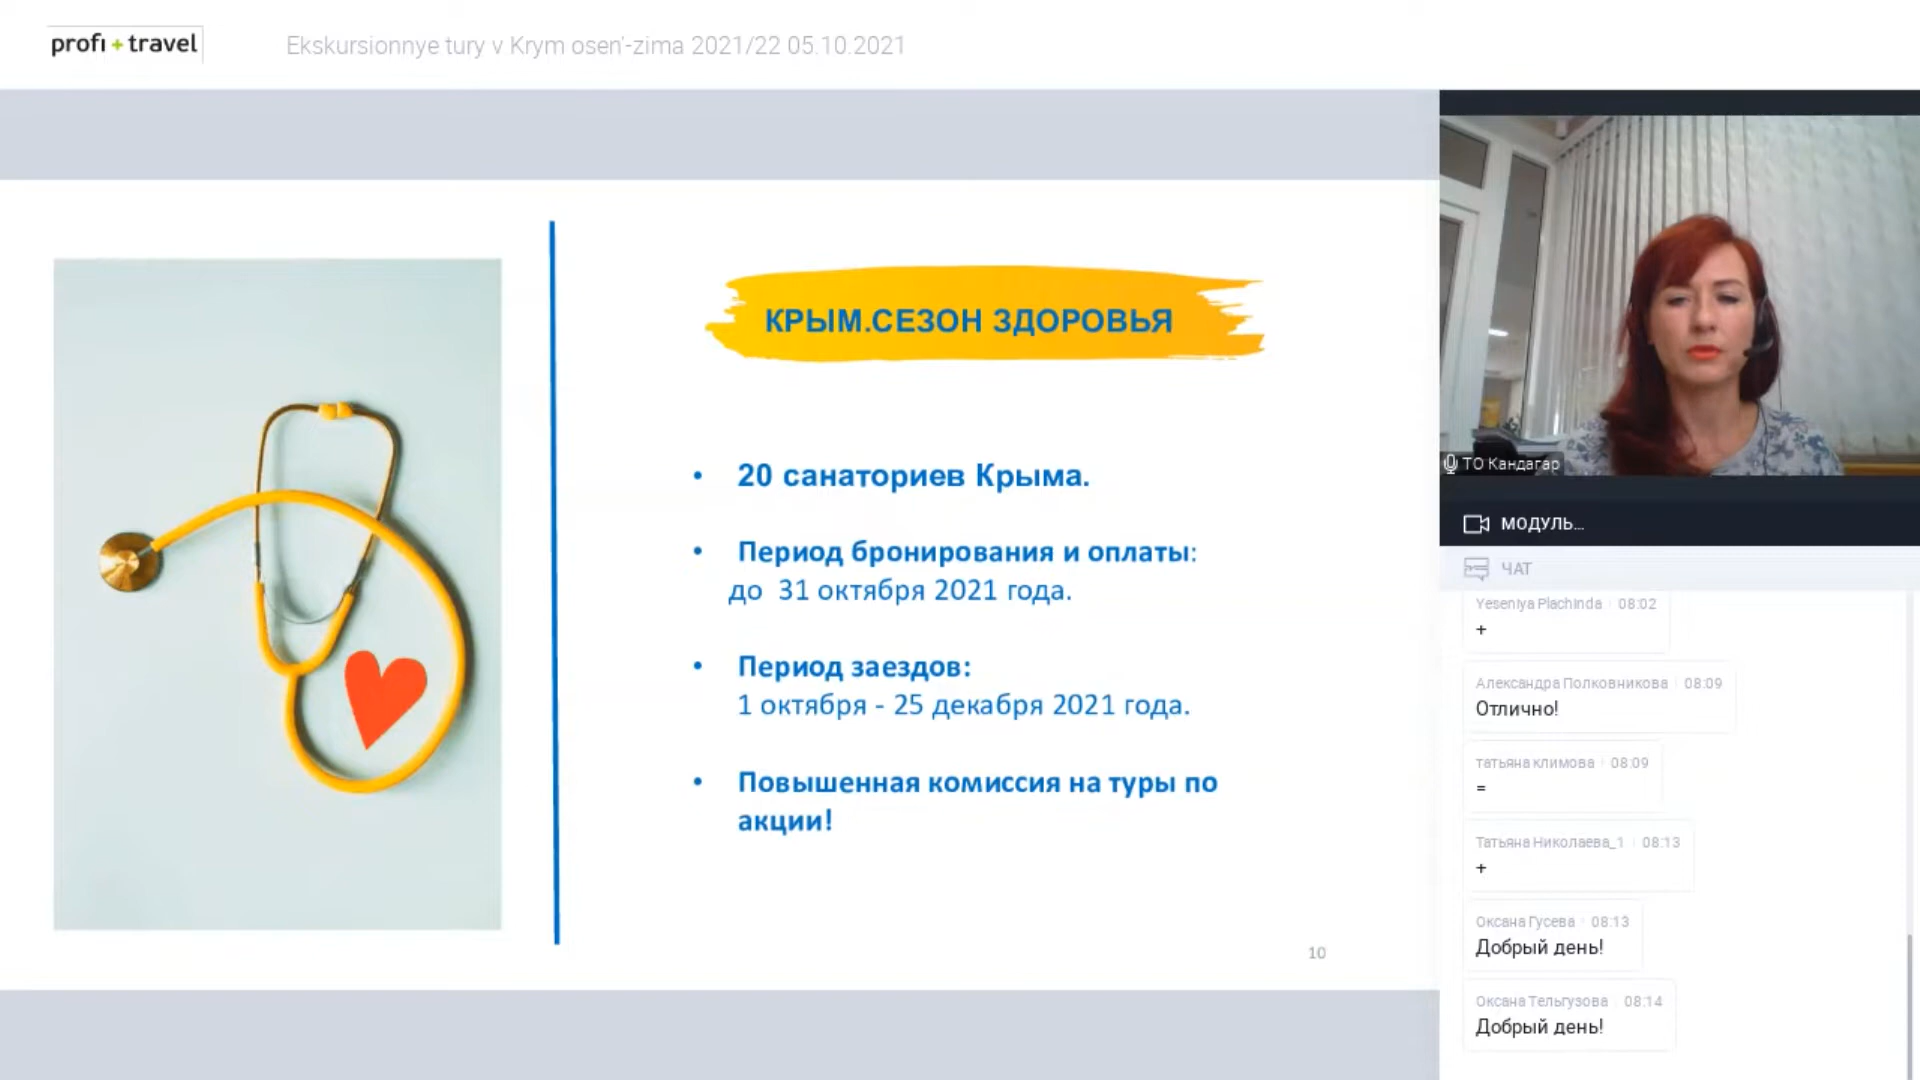 profi + travel
Ekskursionnye tury v Krym osen'-zima 2021/22 05.10.2021
КРЫМ.СЕЗОН ЗДОРОВЬЯ
• 20 санаториев Крыма.
• Период бронирования и оплаты:
до 31 октября 2021 года.
• Период заездов:
1 октября - 25 декабря 2021 года.
• Повышенная комиссия на туры по
акции!
10
ТО Кандагар
МОДУЛЬ...
ЧАТ
Yeseniya Plachinda 08:02
+
Александра Полковникова 08:09
Отлично!
татьяна климова 08:09
=
Татьяна Николаева_1 08:13
+
Оксана Гусева 08:13
Добрый день!
Оксана Тельгузова 08:14
Добрый день!